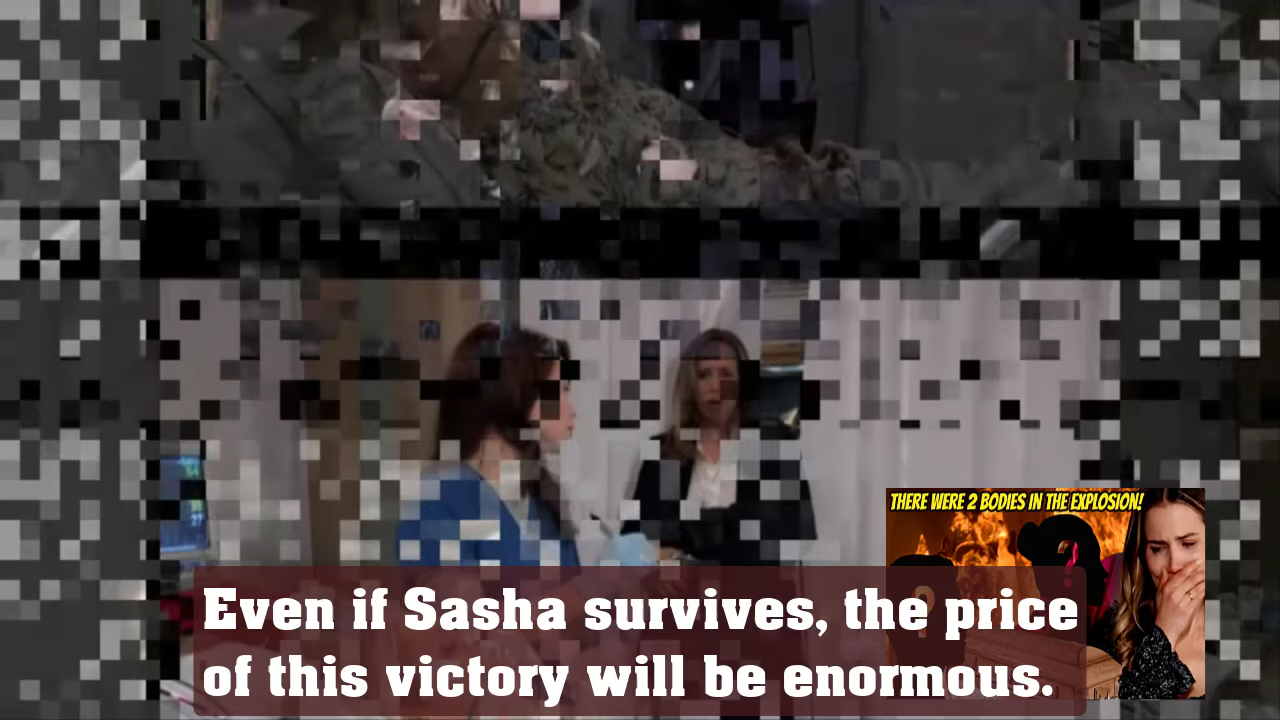 THERE WERE 2 BODIES IN THE EXPLOSION!
Even if Sasha survives, the price
of this victory will be enormous.